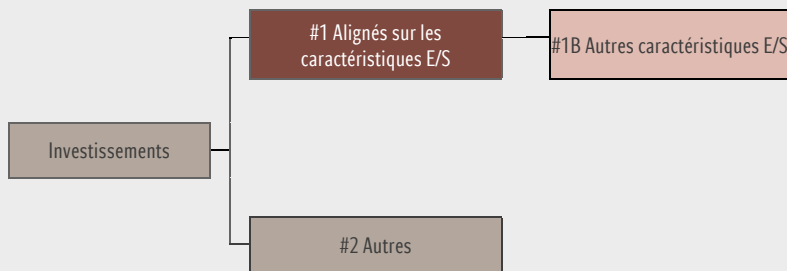 #1 Alignés sur les
caractéristiques E/S
#1B Autres caractéristiques E/S
Investissements
#2 Autres